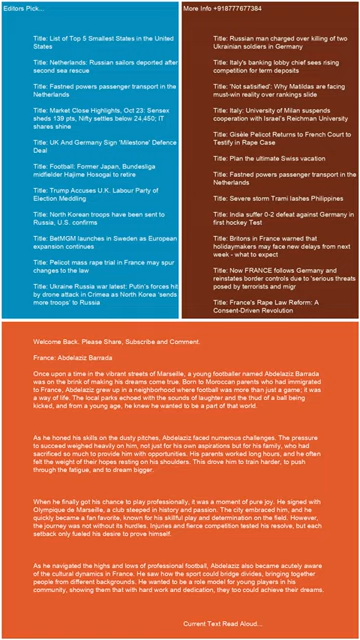 Editors Pick...
Title: List of Top 5 Smallest States in the United
States
Title: Netherlands: Russian sailors deported after
second sea rescue
Title: Fastned powers passenger transport in the
Netherlands
Title: Market Close Highlights, Oct 23: Sensex
sheds 139 pts, Nifty settles below 24,450; IT
shares shine
Title: UK And Germany Sign 'Milestone' Defence
Deal
Title: Football: Former Japan, Bundesliga
midfielder Hajime Hosogai to retire
Title: Trump Accuses U.K. Labour Party of
Election Meddling
Title: North Korean troops have been sent to
Russia, U.S. confirms
Title: BetMGM launches in Sweden as European
expansion continues
Title: Pelicot mass rape trial in France may spur
changes to the law
Title: Ukraine Russia war latest: Putin's forces hit
by drone attack in Crimea as North Korea 'sends
more troops' to Russia
More Info +918777677384
Title: Russian man charged over killing of two
Ukrainian soldiers in Germany
Title: Italy's banking lobby chief sees rising
competition for term deposits
Title: 'Not satisfied': Why Matildas are facing
must-win reality over rankings slide
Title: Italy: University of Milan suspends
cooperation with Israel's Reichman University
Title: Gisèle Pelicot Returns to French Court to
Testify in Rape Case
Title: Plan the ultimate Swiss vacation
Title: Fastned powers passenger transport in the
Netherlands
Title: Severe storm Trami lashes Philippines
Title: India suffer 0-2 defeat against Germany in
first hockey Test
Title: Britons in France warned that
holidaymakers may face new delays from next
week - what to expect
Title: Now FRANCE follows Germany and
reinstates border controls due to 'serious threats
posed by terrorists and migr
Title: France's Rape Law Reform: A
Consent-Driven Revolution
Welcome Back. Please Share, Subscribe and Comment.
France: Abdelaziz Barrada
Once upon a time in the vibrant streets of Marseille, a young footballer named Abdelaziz Barrada
was on the brink of making his dreams come true. Born to Moroccan parents who had immigrated
to France, Abdelaziz grew up in a neighborhood where football was more than just a game; it was
a way of life. The local parks echoed with the sounds of laughter and the thud of a ball being
kicked, and from a young age, he knew he wanted to be a part of that world.
As he honed his skills on the dusty pitches, Abdelaziz faced numerous challenges. The pressure
to succeed weighed heavily on him, not just for his own aspirations but for his family, who had
sacrificed so much to provide him with opportunities. His parents worked long hours, and he often
felt the weight of their hopes resting on his shoulders. This drove him to train harder, to push
through the fatigue, and to dream bigger.
When he finally got his chance to play professionally, it was a moment of pure joy. He signed with
Olympique de Marseille, a club steeped in history and passion. The city embraced him, and he
quickly became a fan favorite, known for his skillful play and determination on the field. However,
the journey was not without its hurdles. Injuries and fierce competition tested his resolve, but each
setback only fueled his desire to prove himself.
As he navigated the highs and lows of professional football, Abdelaziz also became acutely aware
of the cultural dynamics in France. He saw how the sport could bridge divides, bringing together
people from different backgrounds. He wanted to be a role model for young players in his
community, showing them that with hard work and dedication, they too could achieve their dreams.
Current Text Read Aloud...